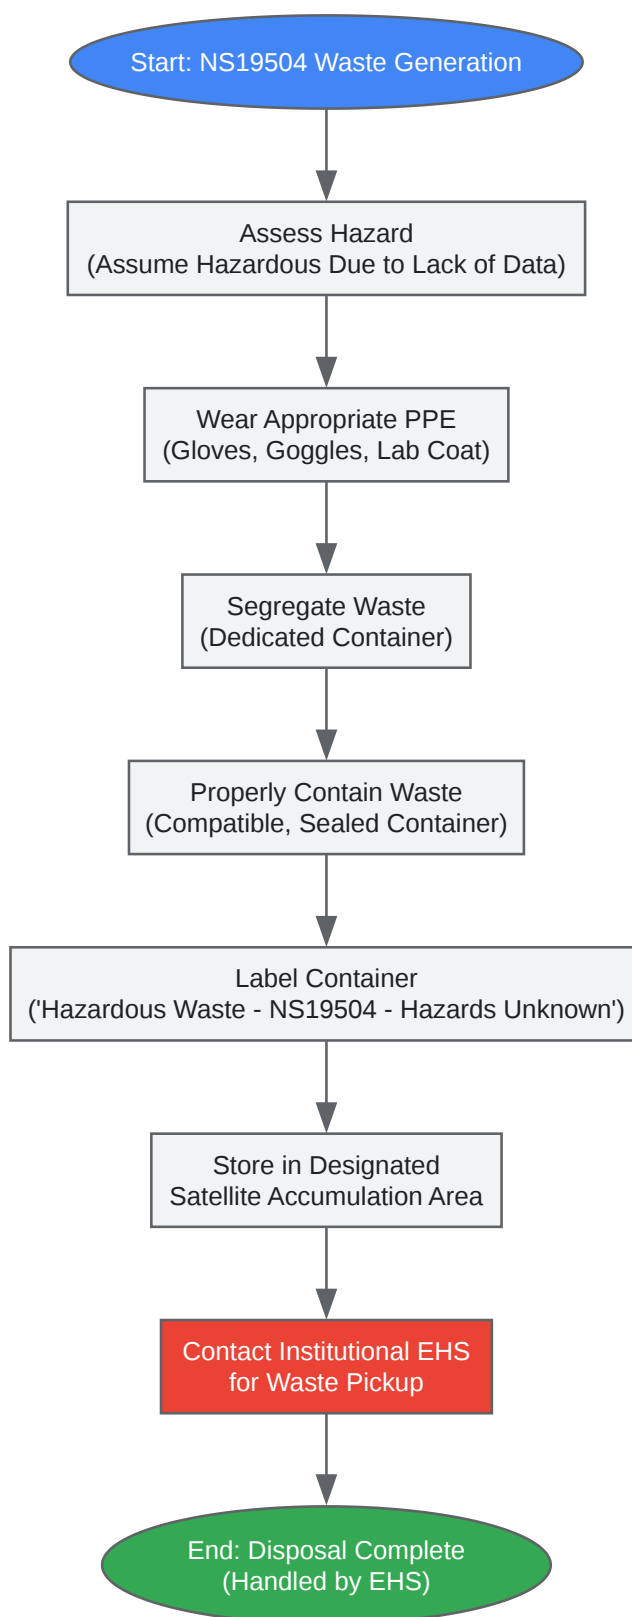 Start: NS19504 Waste Generation
Assess Hazard
(Assume Hazardous Due to Lack of Data)
Wear Appropriate PPE
(Gloves, Goggles, Lab Coat)
Segregate Waste
(Dedicated Container)
Properly Contain Waste
(Compatible, Sealed Container)
Label Container
('Hazardous Waste - NS19504 - Hazards Unknown')
Store in Designated
Satellite Accumulation Area
Contact Institutional EHS
for Waste Pickup
End: Disposal Complete
(Handled by EHS)